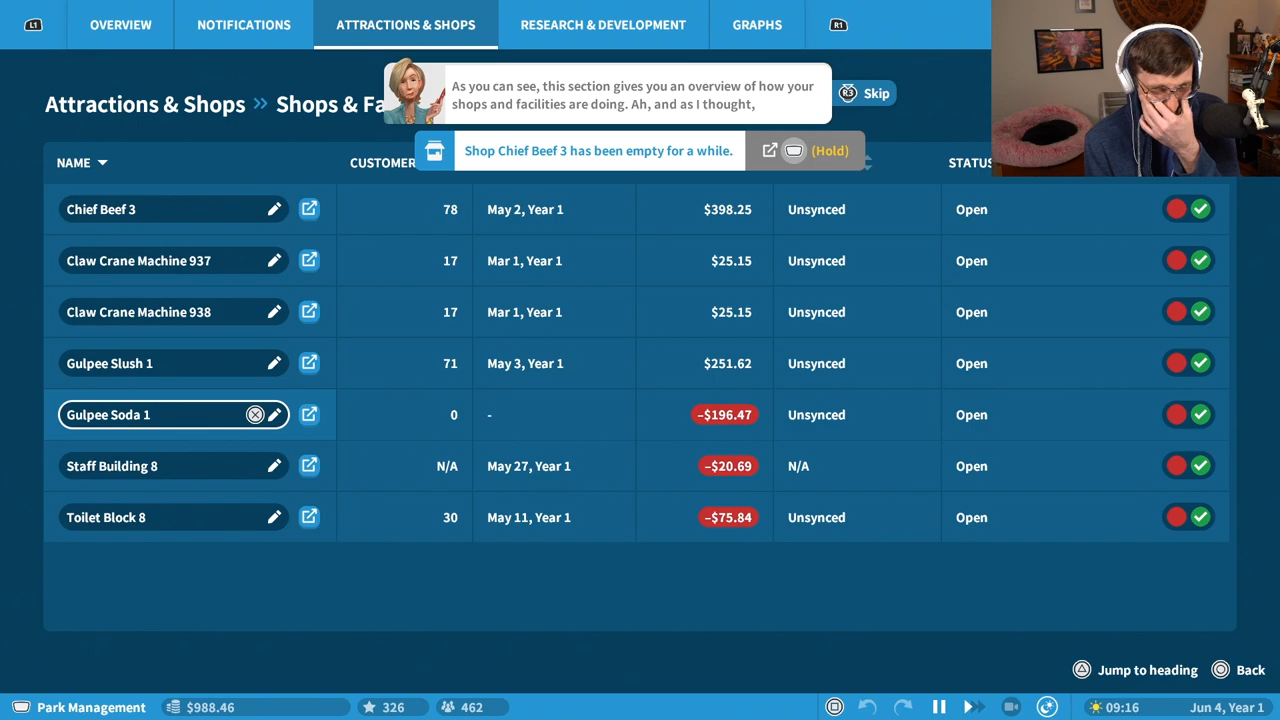 L1 OVERVIEW NOTIFICATIONS ATTRACTIONS & SHOPS RESEARCH & DEVELOPMENT GRAPHS R1
As you can see, this section gives you an overview of how your
shops and facilities are doing. Ah, and as I thought,
R3 Skip
Attractions & Shops » Shops & Fa
Shop Chief Beef 3 has been empty for a while. (Hold)
NAME CUSTOMER STATUS
Chief Beef 3 78 May 2, Year 1 $398.25 Unsynced Open
Claw Crane Machine 937 17 Mar 1, Year 1 $25.15 Unsynced Open
Claw Crane Machine 938 17 Mar 1, Year 1 $25.15 Unsynced Open
Gulpee Slush 1 71 May 3, Year 1 $251.62 Unsynced Open
Gulpee Soda 1 0 - –$196.47 Unsynced Open
Staff Building 8 N/A May 27, Year 1 –$20.69 N/A Open
Toilet Block 8 30 May 11, Year 1 –$75.84 Unsynced Open
Jump to heading Back
Park Management $988.46 326 462 09:16 Jun 4, Year 1